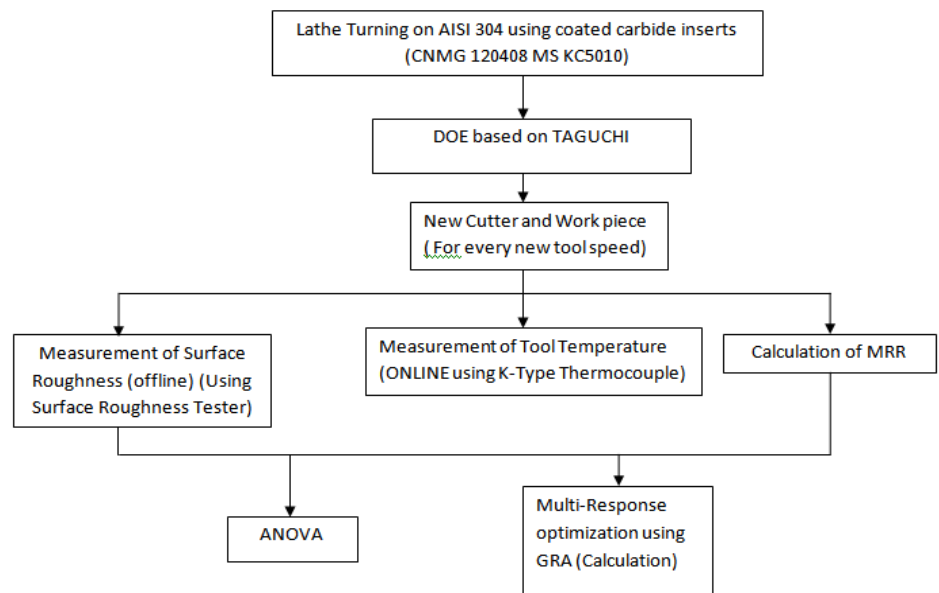 Lathe Turning on AISI 304 using coated carbide inserts
(CNMG 120408 MS KC5010)
DOE based on TAGUCHI
New Cutter and Work piece
( For every new tool speed)
Measurement of Surface
Roughness (offline) (Using
Surface Roughness Tester)
Measurement of Tool Temperature
(ONLINE using K-Type Thermocouple)
Calculation of MRR
ANOVA
Multi-Response
optimization using
GRA (Calculation)